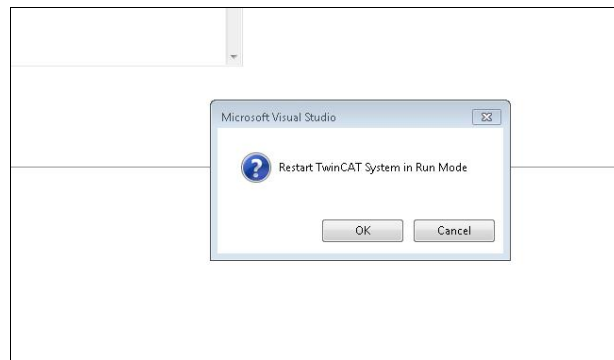 Microsoft Visual Studio
Restart TwinCAT System in Run Mode
OK
Cancel